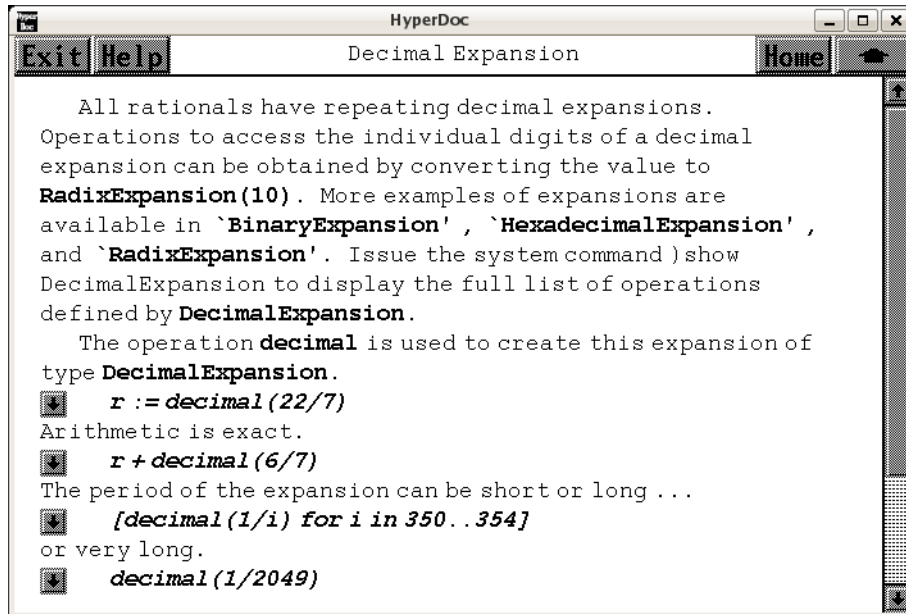 Hyper Doc
HyperDoc
Exit Help
Decimal Expansion
Home
All rationals have repeating decimal expansions.
Operations to access the individual digits of a decimal
expansion can be obtained by converting the value to
RadixExpansion(10). More examples of expansions are
available in `BinaryExpansion' , `HexadecimalExpansion' ,
and `RadixExpansion'. Issue the system command )show
DecimalExpansion to display the full list of operations
defined by DecimalExpansion.
The operation decimal is used to create this expansion of
type DecimalExpansion.
r := decimal(22/7)
Arithmetic is exact.
r + decimal(6/7)
The period of the expansion can be short or long ...
[decimal(1/i) for i in 350..354]
or very long.
decimal(1/2049)